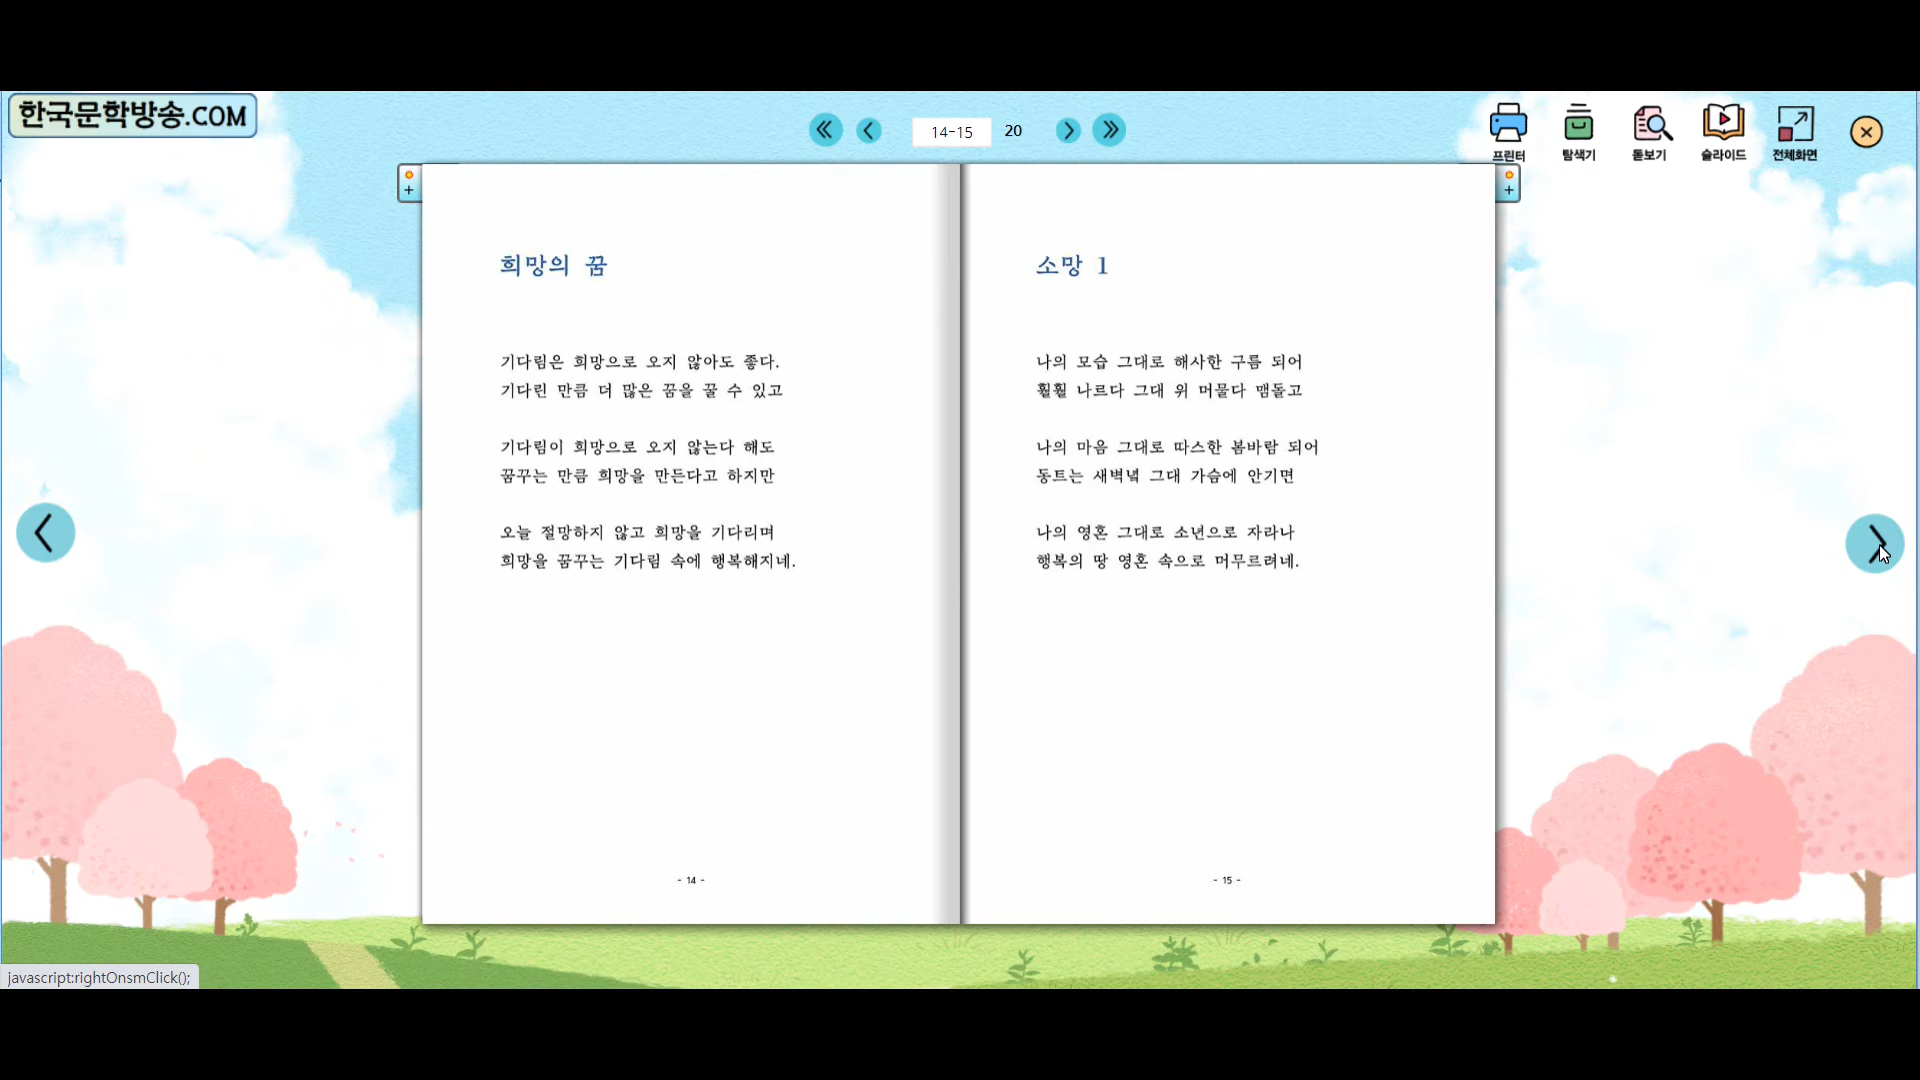 한국문학방송.COM
14-15
20
프린터
탐색기
돋보기
슬라이드
전체화면
희망의 꿈
기다림은 희망으로 오지 않아도 좋다.
기다린 만큼 더 많은 꿈을 꿀 수 있고
기다림이 희망으로 오지 않는다 해도
꿈꾸는 만큼 희망을 만든다고 하지만
오늘 절망하지 않고 희망을 기다리며
희망을 꿈꾸는 기다림 속에 행복해지네.
- 14 -
소망 1
나의 모습 그대로 해사한 구름 되어
훨훨 나르다 그대 위 머물다 맴돌고
나의 마음 그대로 따스한 봄바람 되어
동트는 새벽녘 그대 가슴에 안기면
나의 영혼 그대로 소년으로 자라나
행복의 땅 영혼 속으로 머무르려네.
- 15 -
javascript:rightOnsmClick();